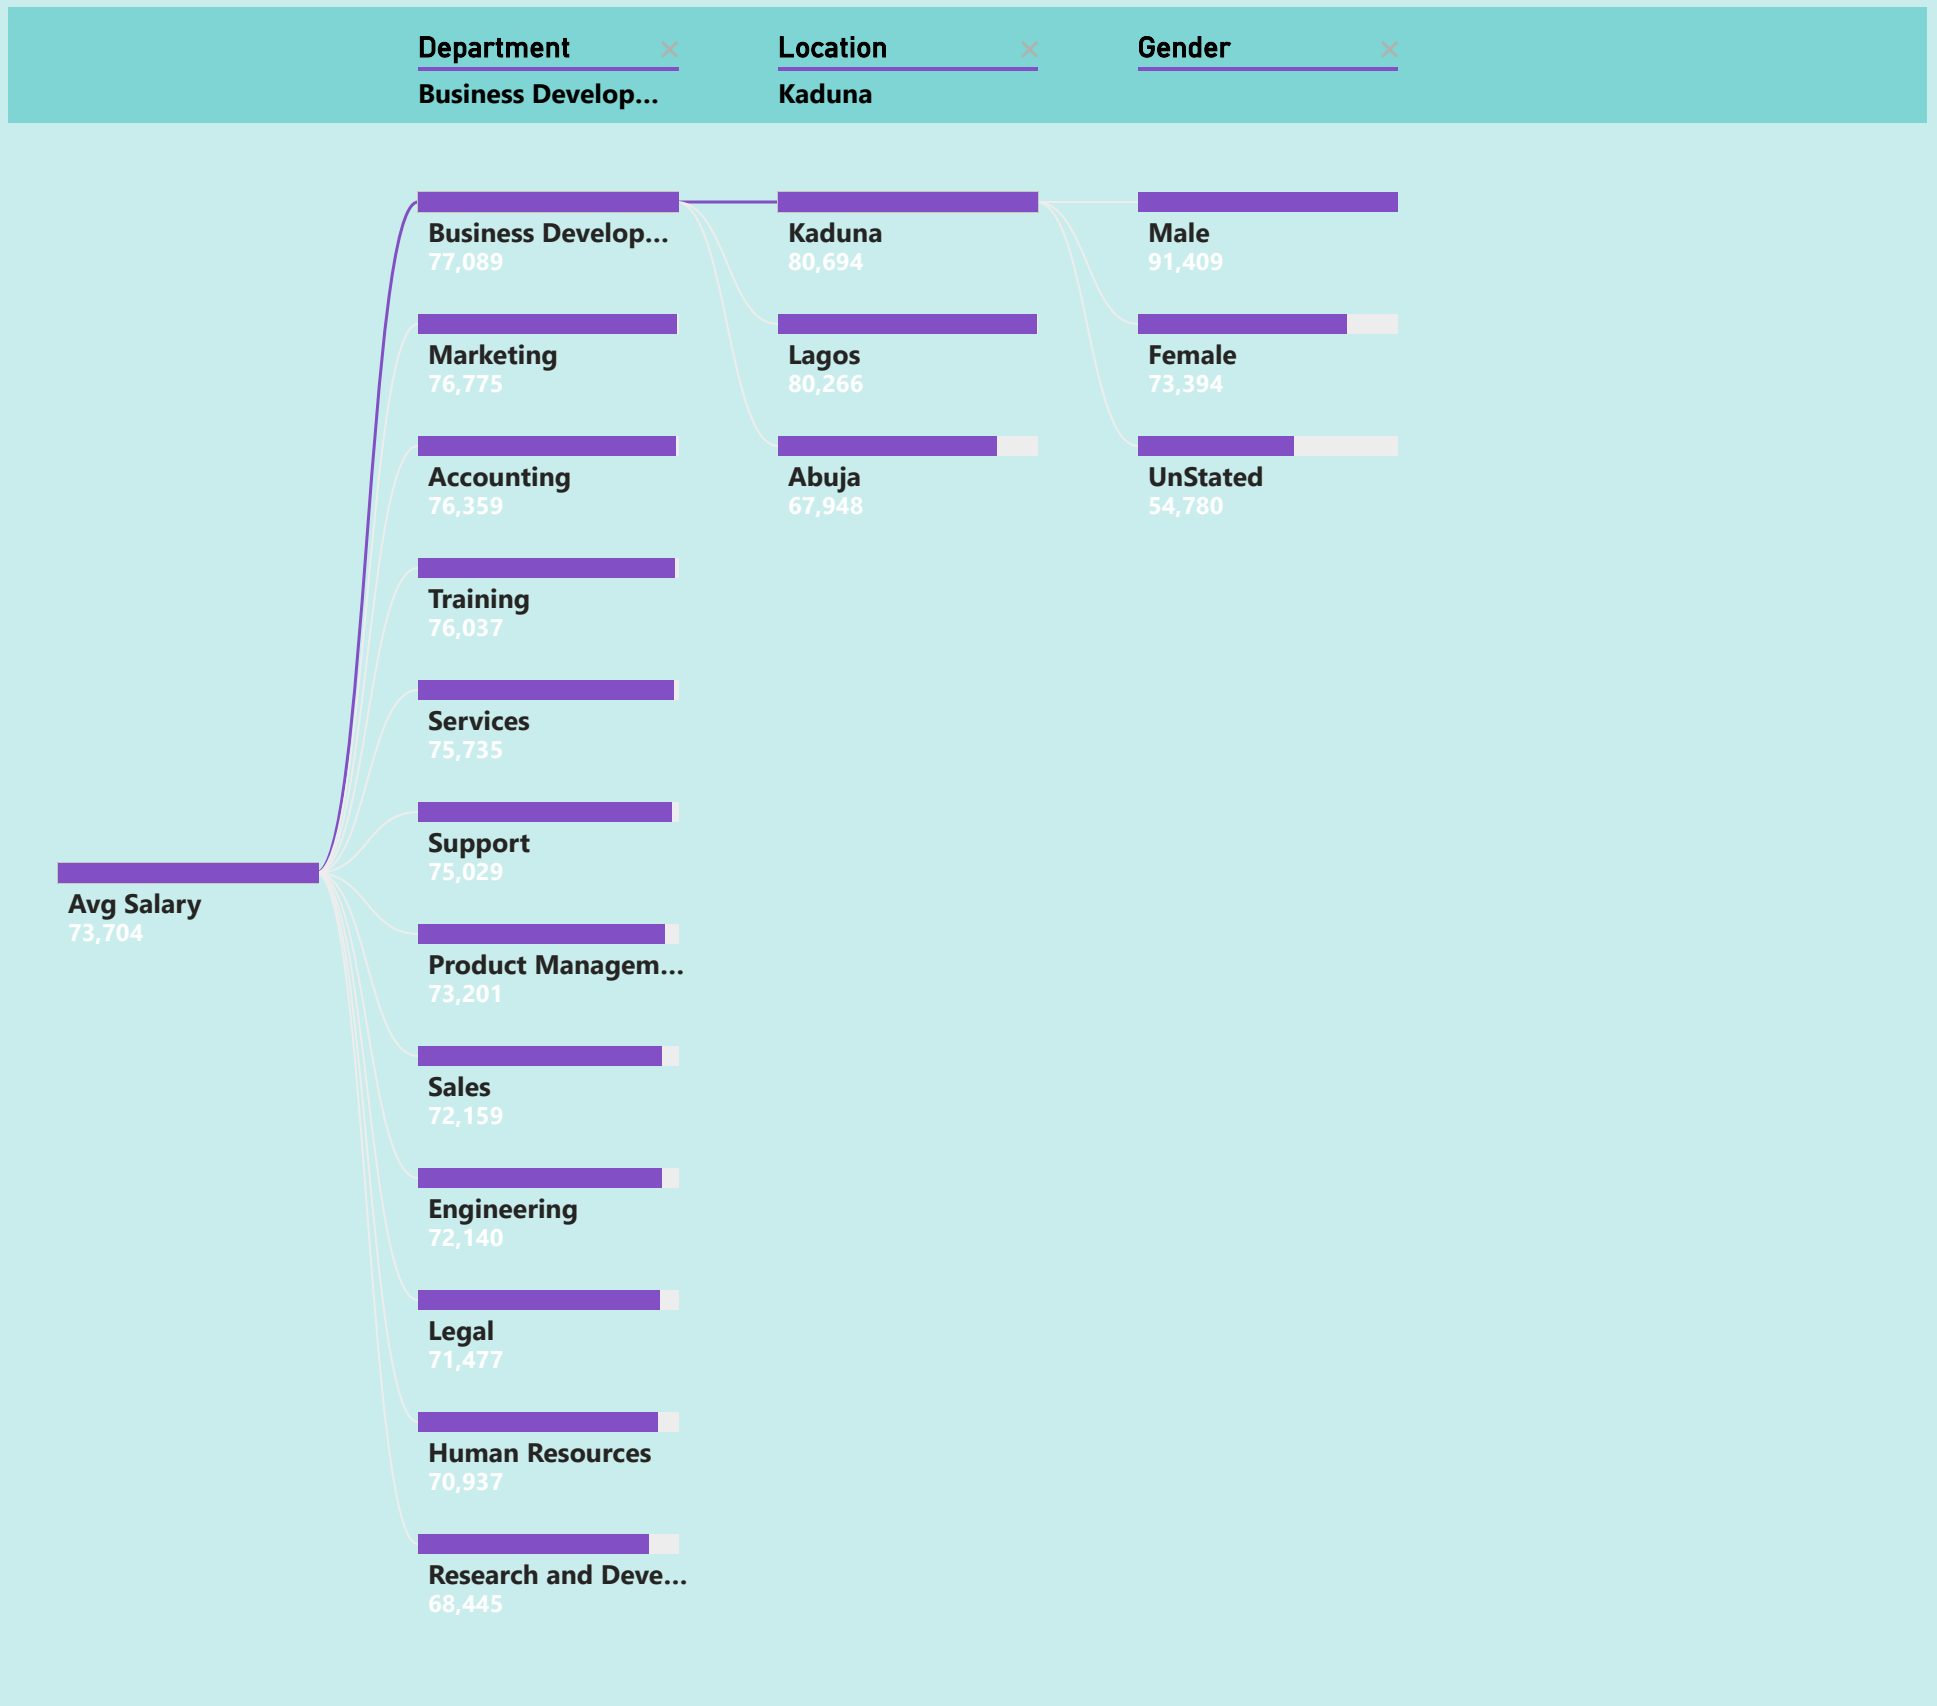 Department
Location
Gender
Business Develop...
Kaduna
Business Develop...
77,089
Marketing
76,775
Accounting
76,359
Training
76,037
Services
75,735
Support
75,029
Product Managem...
73,201
Sales
72,159
Engineering
72,140
Legal
71,477
Human Resources
70,937
Research and Deve...
68,445
Kaduna
80,694
Lagos
80,266
Abuja
67,948
Male
91,409
Female
73,394
UnStated
54,780
Avg Salary
73,704